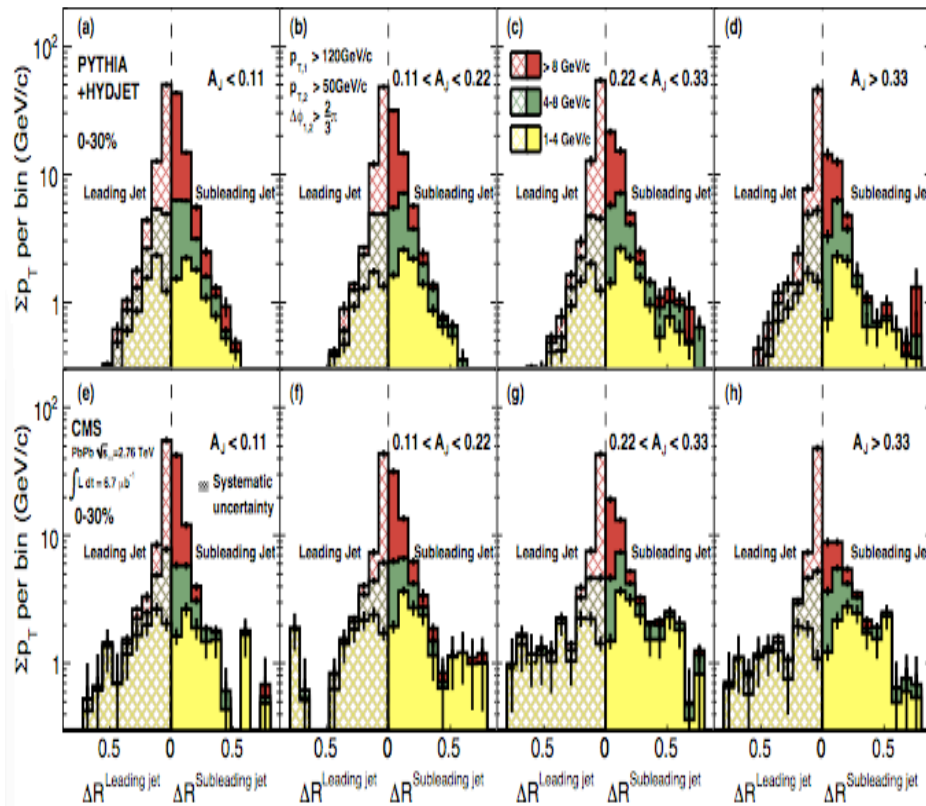 (a) (b) (c) (d)
10²
10
1
Σp_T per bin (GeV/c)
PYTHIA
+HYDJET
0-30%
A_J < 0.11
Leading Jet Subleading Jet
p_T,1 > 120GeV/c
p_T,2 > 50GeV/c
Δϕ_1,2 > 2/3 π
0.11 < A_J < 0.22
Leading Jet Subleading Jet
> 8 GeV/c
4-8 GeV/c
1-4 GeV/c
0.22 < A_J < 0.33
Leading Jet Subleading Jet
A_J > 0.33
Leading Jet Subleading Jet
(e) (f) (g) (h)
10²
10
1
Σp_T per bin (GeV/c)
CMS
PbPb √s =2.76 TeV
∫ L dt = 6.7 μb⁻¹
0-30%
A_J < 0.11
Systematic
uncertainty
Leading Jet Subleading Jet
0.11 < A_J < 0.22
Leading Jet Subleading Jet
0.22 < A_J < 0.33
Leading Jet Subleading Jet
A_J > 0.33
Leading Jet Subleading Jet
0.5 0 0.5 0.5 0 0.5 0.5 0 0.5 0.5 0 0.5
ΔR^Leading jet ΔR^Subleading jet ΔR^Leading jet ΔR^Subleading jet ΔR^Leading jet ΔR^Subleading jet ΔR^Leading jet ΔR^Subleading jet